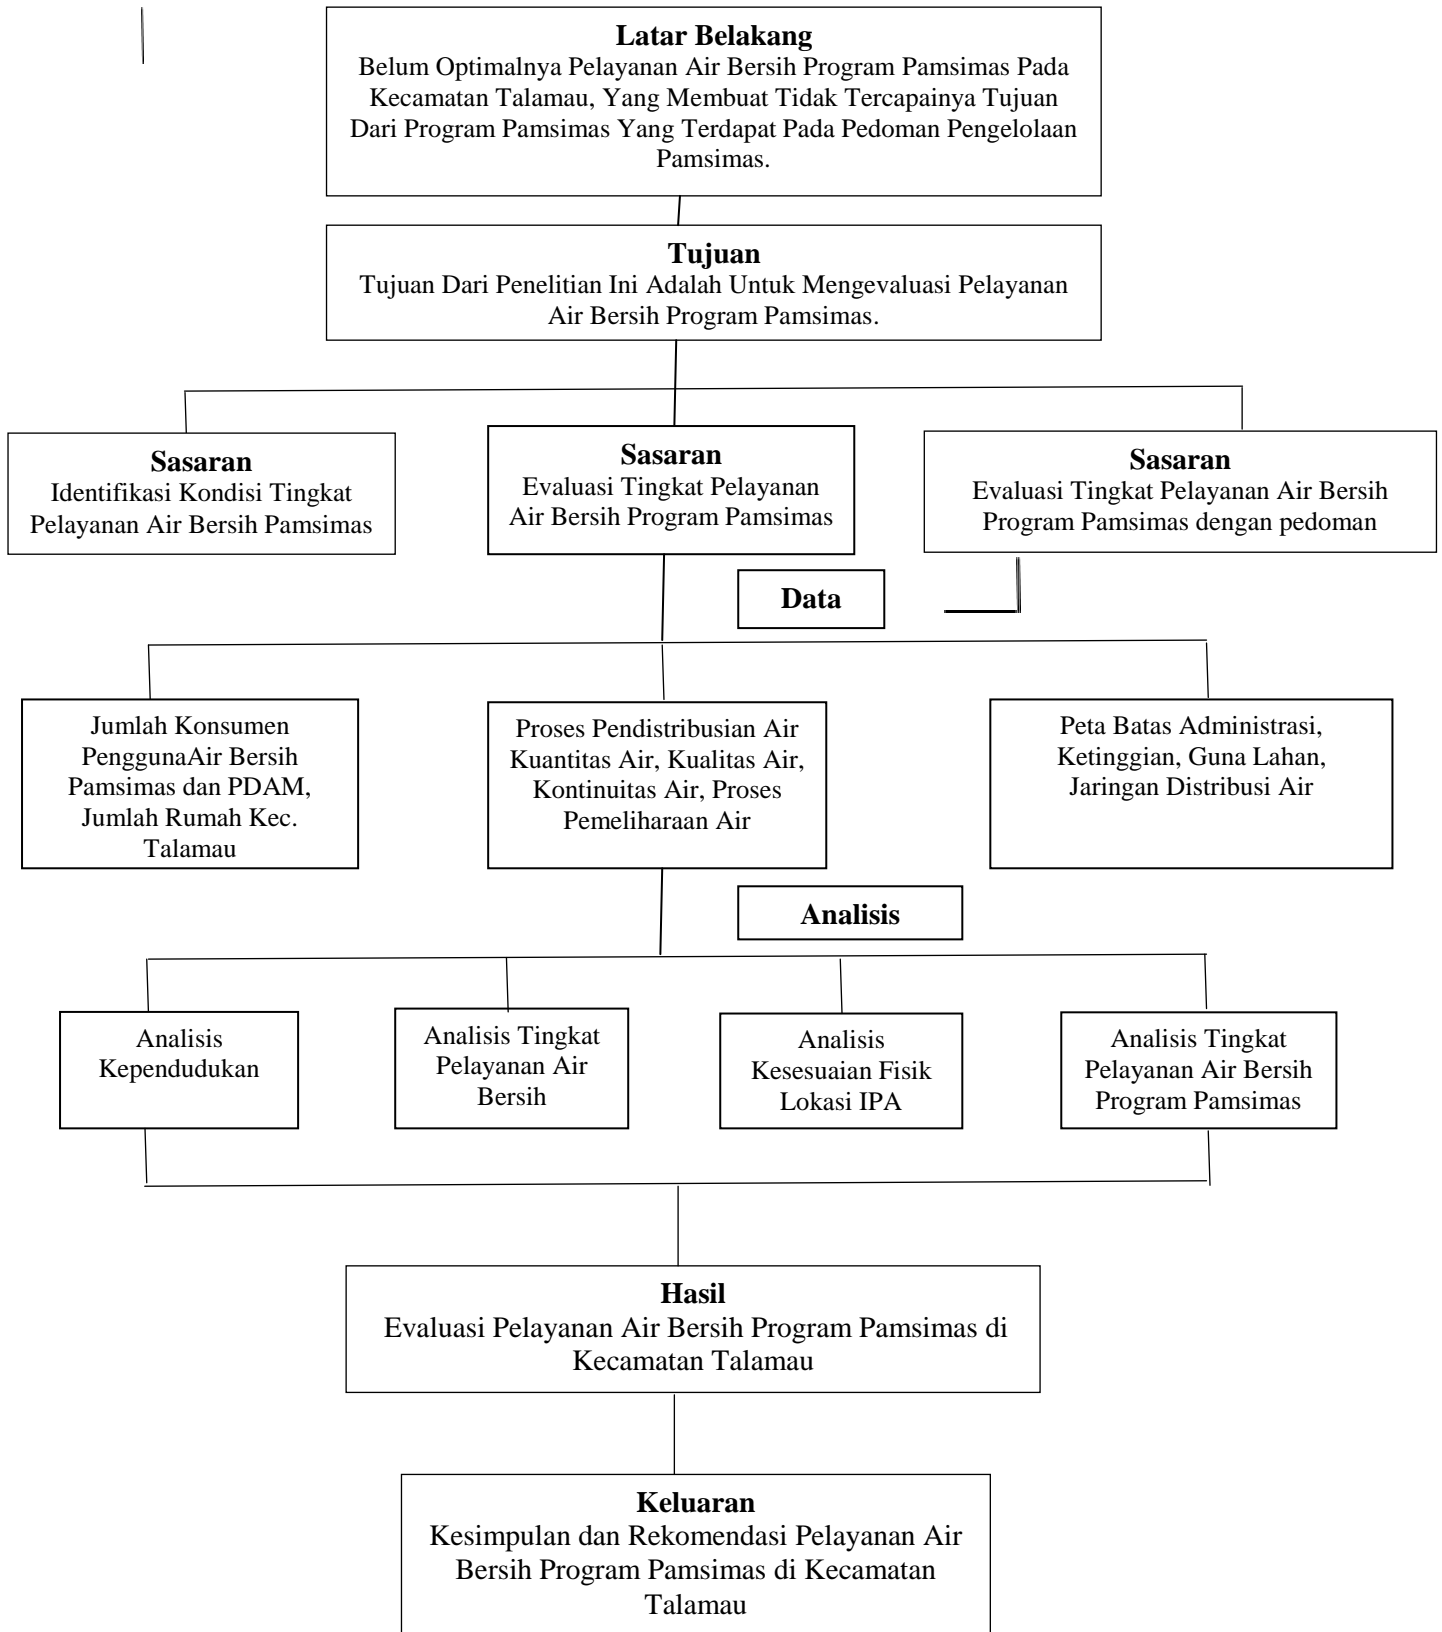 Latar Belakang
Belum Optimalnya Pelayanan Air Bersih Program Pamsimas Pada
Kecamatan Talamau, Yang Membuat Tidak Tercapainya Tujuan
Dari Program Pamsimas Yang Terdapat Pada Pedoman Pengelolaan
Pamsimas.
Tujuan
Tujuan Dari Penelitian Ini Adalah Untuk Mengevaluasi Pelayanan
Air Bersih Program Pamsimas.
Sasaran
Identifikasi Kondisi Tingkat
Pelayanan Air Bersih Pamsimas
Sasaran
Evaluasi Tingkat Pelayanan
Air Bersih Program Pamsimas
Sasaran
Evaluasi Tingkat Pelayanan Air Bersih
Program Pamsimas dengan pedoman
Data
Jumlah Konsumen
PenggunaAir Bersih
Pamsimas dan PDAM,
Jumlah Rumah Kec.
Talamau
Proses Pendistribusian Air
Kuantitas Air, Kualitas Air,
Kontinuitas Air, Proses
Pemeliharaan Air
Peta Batas Administrasi,
Ketinggian, Guna Lahan,
Jaringan Distribusi Air
Analisis
Analisis
Kependudukan
Analisis Tingkat
Pelayanan Air
Bersih
Analisis
Kesesuaian Fisik
Lokasi IPA
Analisis Tingkat
Pelayanan Air Bersih
Program Pamsimas
Hasil
Evaluasi Pelayanan Air Bersih Program Pamsimas di
Kecamatan Talamau
Keluaran
Kesimpulan dan Rekomendasi Pelayanan Air
Bersih Program Pamsimas di Kecamatan
Talamau